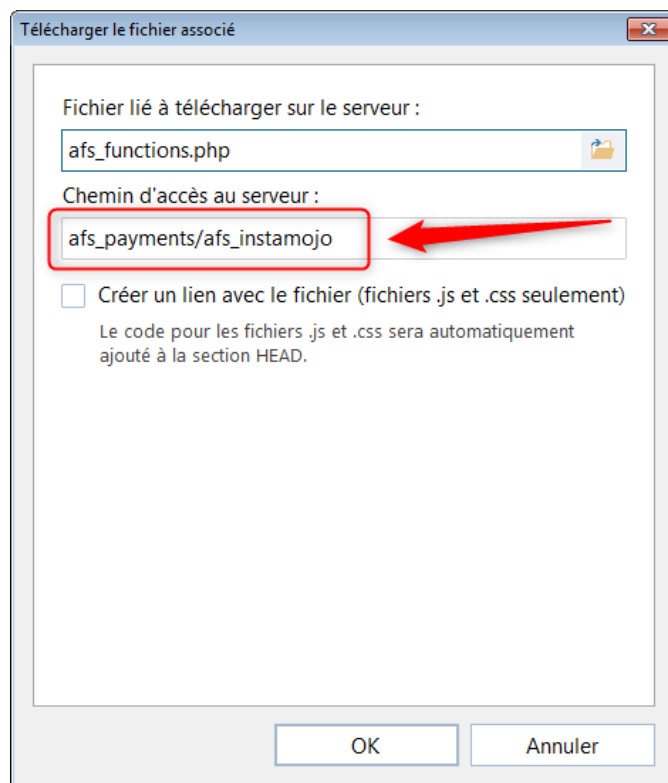 Télécharger le fichier associé
Fichier lié à télécharger sur le serveur :
afs_functions.php
Chemin d'accès au serveur :
afs_payments/afs_instamojo
Créer un lien avec le fichier (fichiers .js et .css seulement)
Le code pour les fichiers .js et .css sera automatiquement
ajouté à la section HEAD.
OK
Annuler